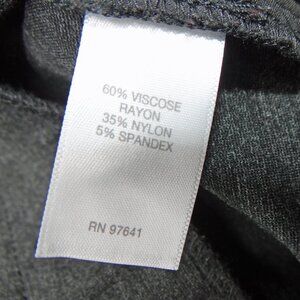 60% VISCOSE
RAYON
35% NYLON
5% SPANDEX
RN 97641